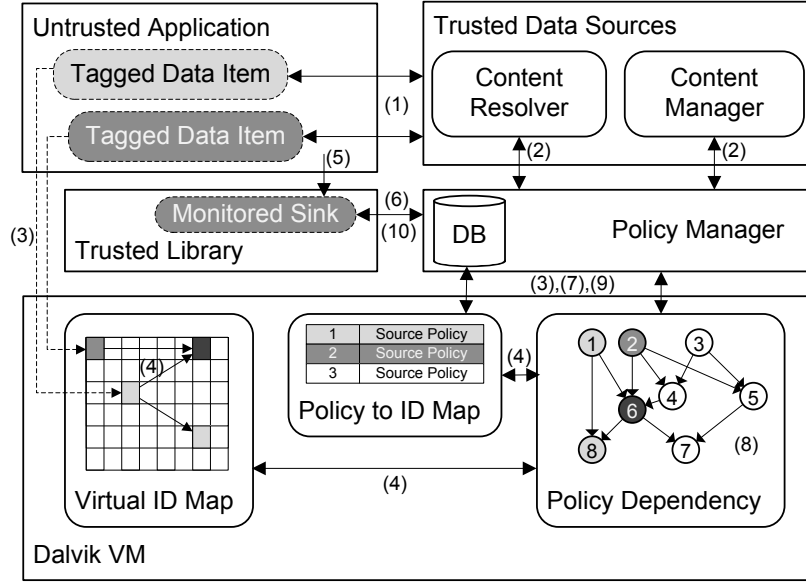 Untrusted Application
Trusted Data Sources
Tagged Data Item
Content
Resolver
Content
Manager
(1)
Tagged Data Item
(5)
(2)
(2)
Monitored Sink
(6)
(10)
DB
Policy Manager
(3)
Trusted Library
(3),(7),(9)
1 Source Policy
2 Source Policy
3 Source Policy
(4)
(4)
Policy to ID Map
1
2
3
4
5
6
7
8
(8)
Virtual ID Map
(4)
Policy Dependency
Dalvik VM